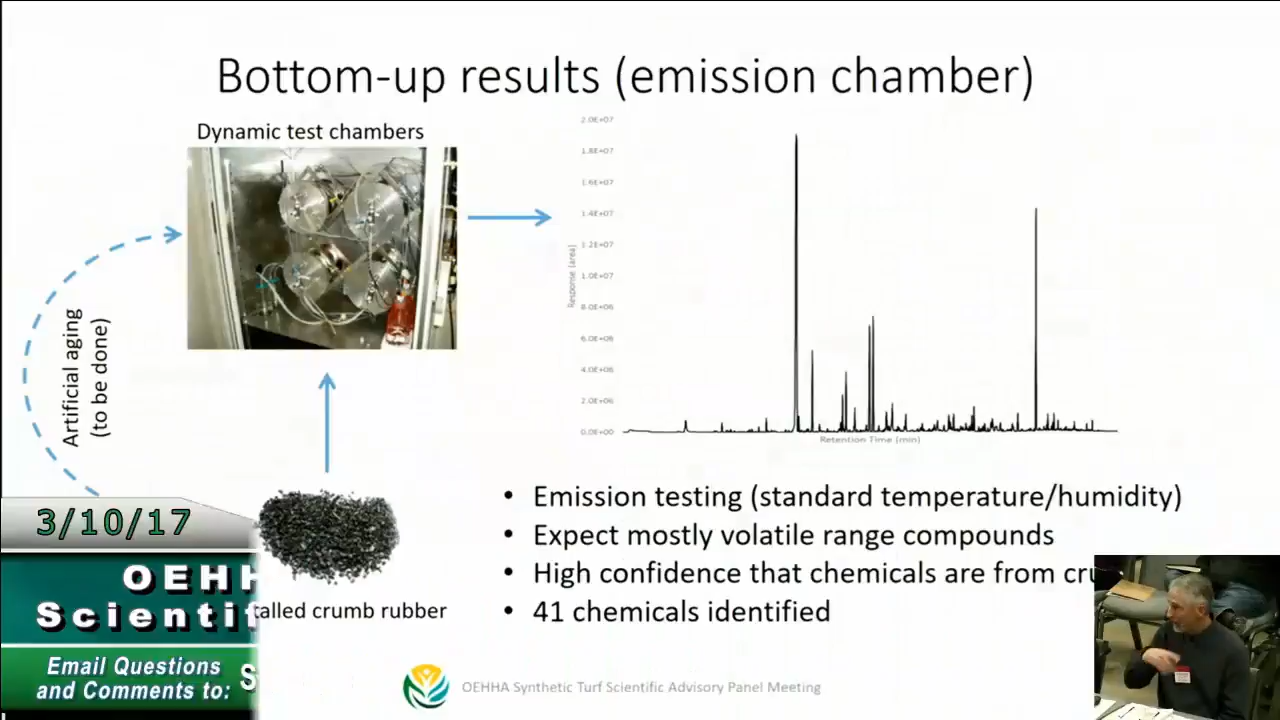 Bottom-up results (emission chamber)
Dynamic test chambers
2.0E+07
1.8E+07
1.6E+07
1.4E+07
1.2E+07
1.0E+07
8.0E+06
6.0E+06
4.0E+06
2.0E+06
0.0E+00
Response (area)
Retention Time (min)
Artificial aging
(to be done)
• Emission testing (standard temperature/humidity)
• Expect mostly volatile range compounds
• High confidence that chemicals are from cru
• 41 chemicals identified
3/10/17
OEHH
Scientif
talled crumb rubber
Email Questions
and Comments to:
S
OEHHA Synthetic Turf Scientific Advisory Panel Meeting